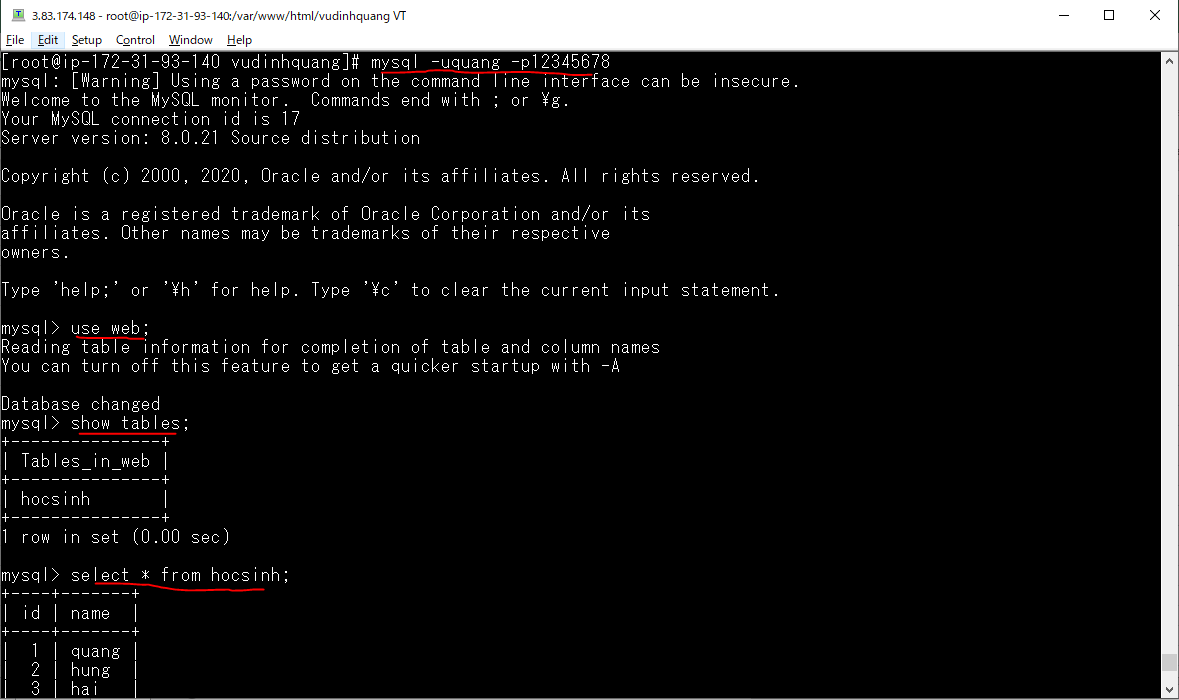 3.83.174.148 - root@ip-172-31-93-140:/var/www/html/vudinhquang VT
File Edit Setup Control Window Help
[root@ip-172-31-93-140 vudinhquang]# mysql -uquang -p12345678
mysql: [Warning] Using a password on the command line interface can be insecure.
Welcome to the MySQL monitor.  Commands end with ; or ¥g.
Your MySQL connection id is 17
Server version: 8.0.21 Source distribution
Copyright (c) 2000, 2020, Oracle and/or its affiliates. All rights reserved.
Oracle is a registered trademark of Oracle Corporation and/or its
affiliates. Other names may be trademarks of their respective
owners.
Type 'help;' or '¥h' for help. Type '¥c' to clear the current input statement.
mysql> use web;
Reading table information for completion of table and column names
You can turn off this feature to get a quicker startup with -A
Database changed
mysql> show tables;
+---------------+
| Tables_in_web |
+---------------+
| hocsinh       |
+---------------+
1 row in set (0.00 sec)
mysql> select * from hocsinh;
+----+-------+
| id | name  |
+----+-------+
|  1 | quang |
|  2 | hung  |
|  3 | hai   |